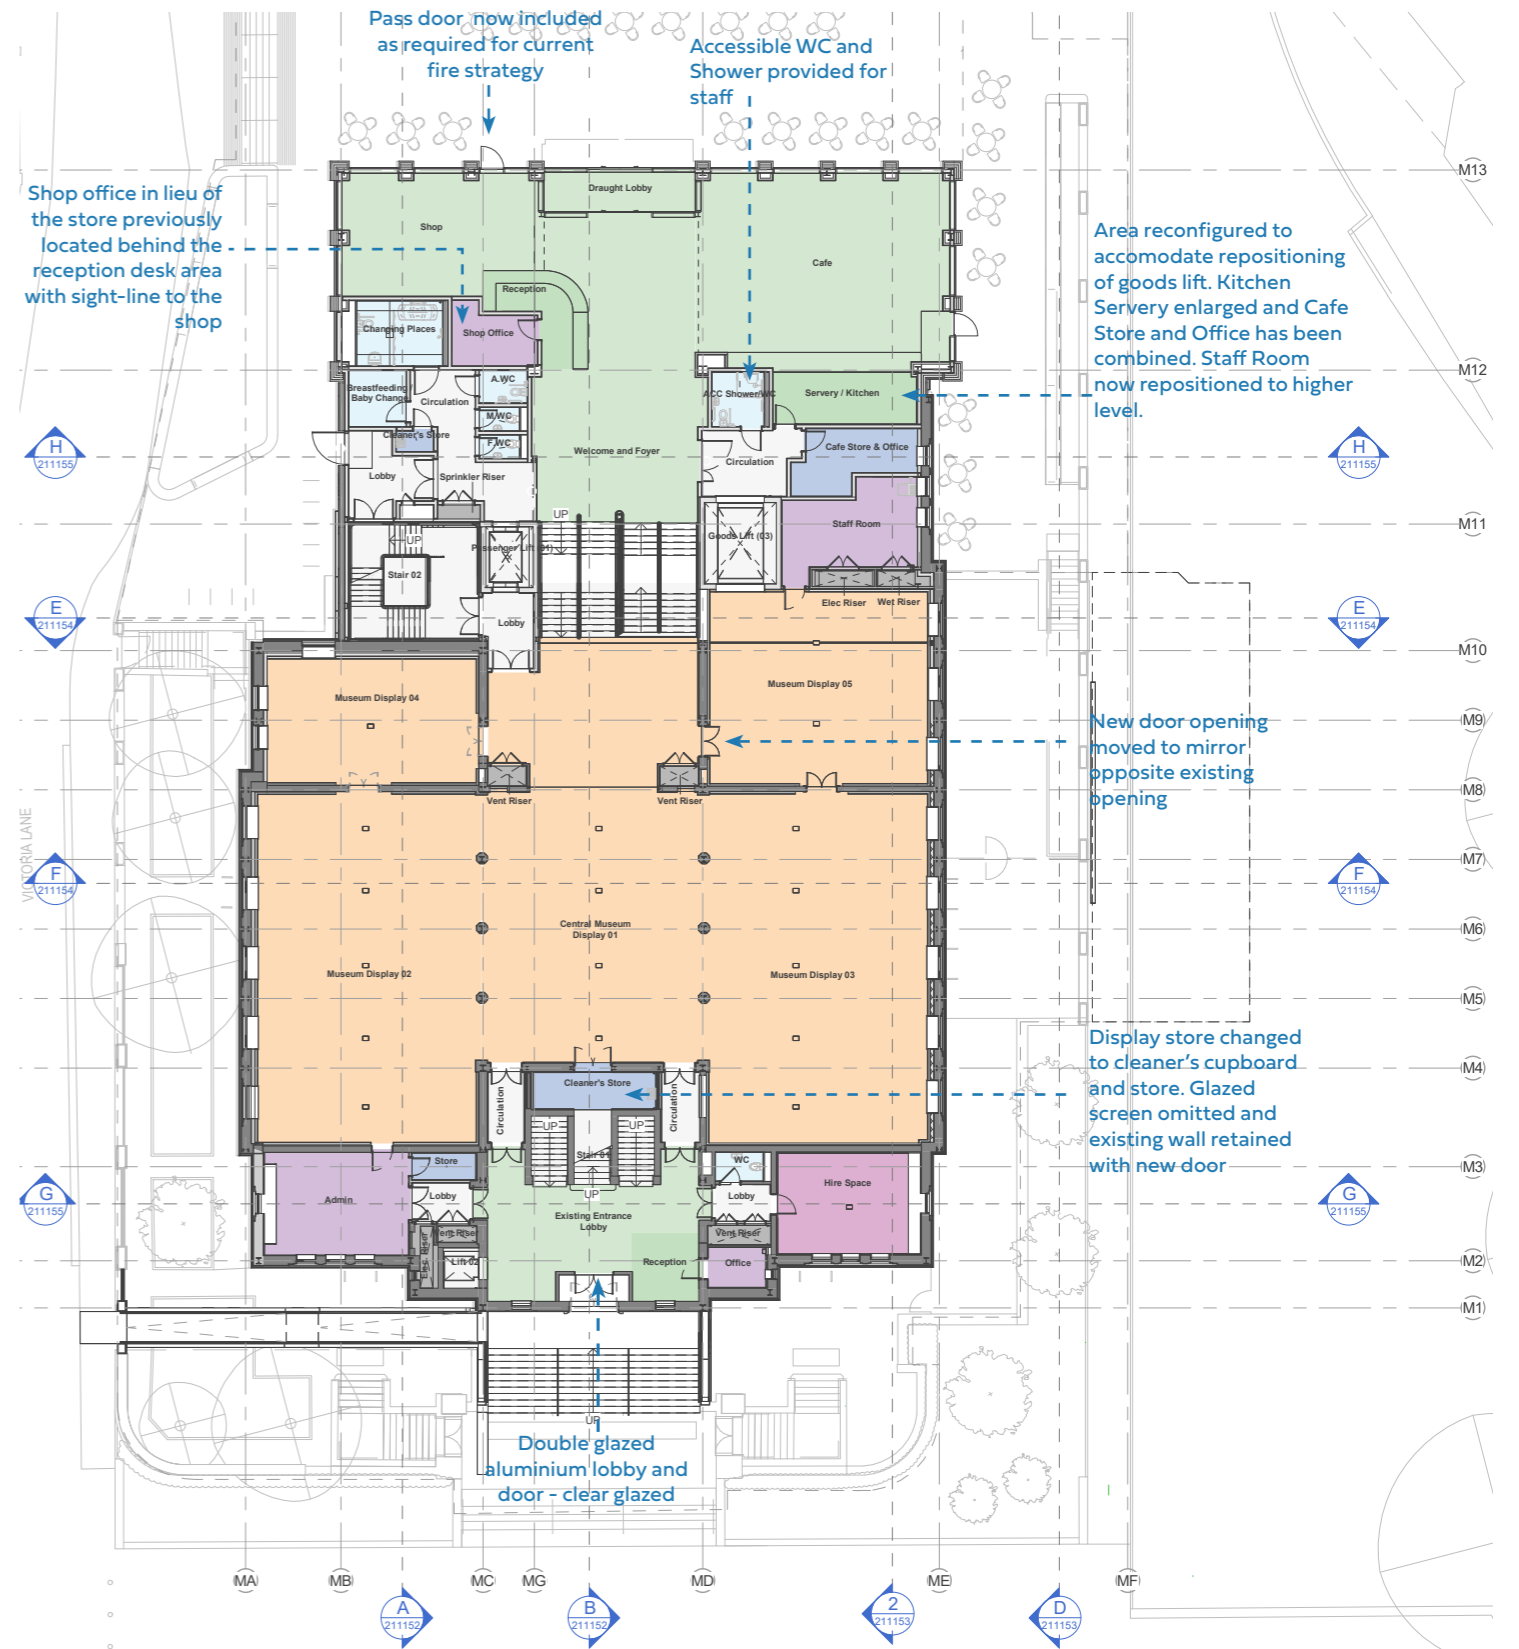 Pass door now included
as required for current
fire strategy
Accessible WC and
Shower provided for
staff
Shop office in lieu of
the store previously
located behind the
reception desk area
with sight-line to the
shop
Area reconfigured to
accomodate repositioning
of goods lift. Kitchen
Servery enlarged and Cafe
Store and Office has been
combined. Staff Room
now repositioned to higher
level.
M13
Draught Lobby
Shop
Cafe
Reception
Changing Places
Shop Office
M12
A.WC
Breastfeeding /
Baby Change
Circulation
ACC Shower/WC
Servery / Kitchen
M.WC
Cleaner's Store
F.WC
H
211155
Welcome and Foyer
Cafe Store & Office
H
211155
Lobby
Sprinkler Riser
Circulation
UP
M11
Staff Room
UP
Passenger Lift (01)
Goods Lift (03)
Stair 02
Elec Riser
Wet Riser
E
211154
Lobby
E
211154
M10
Museum Display 04
Museum Display 05
M9
New door opening
moved to mirror
opposite existing
opening
M8
Vent Riser
Vent Riser
VICTORIA LANE
M7
F
211154
F
211154
Central Museum
Display 01
M6
Museum Display 02
Museum Display 03
M5
Display store changed
to cleaner's cupboard
and store. Glazed
screen omitted and
existing wall retained
with new door
M4
Cleaner's Store
Circulation
Circulation
UP
UP
Stair 01
Store
WC
M3
UP
Admin
Lobby
Lobby
Hire Space
G
211155
G
211155
Existing Entrance
Lobby
Vent Riser
Vent Riser
Elec Riser
Lift 02
Reception
Office
M2
M1
UP
Double glazed
aluminium lobby and
door - clear glazed
MA
MB
MC
MG
MD
ME
MF
A
211152
B
211152
2
211153
D
211153